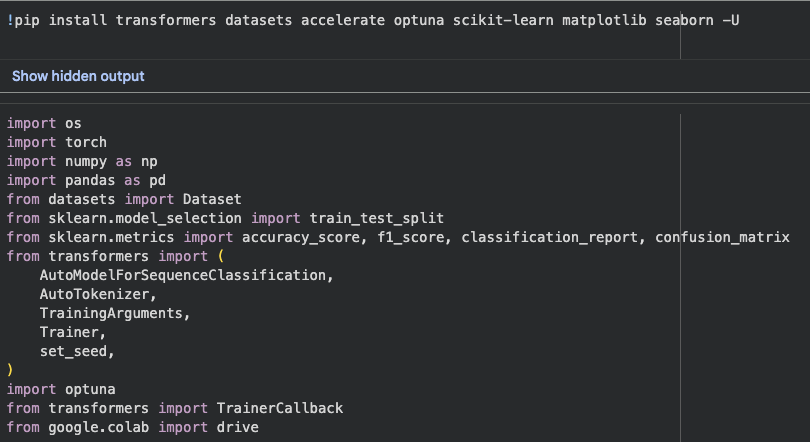 !pip install transformers datasets accelerate optuna scikit-learn matplotlib seaborn -U
Show hidden output
import os
import torch
import numpy as np
import pandas as pd
from datasets import Dataset
from sklearn.model_selection import train_test_split
from sklearn.metrics import accuracy_score, f1_score, classification_report, confusion_matrix
from transformers import (
    AutoModelForSequenceClassification,
    AutoTokenizer,
    TrainingArguments,
    Trainer,
    set_seed,
)
import optuna
from transformers import TrainerCallback
from google.colab import drive